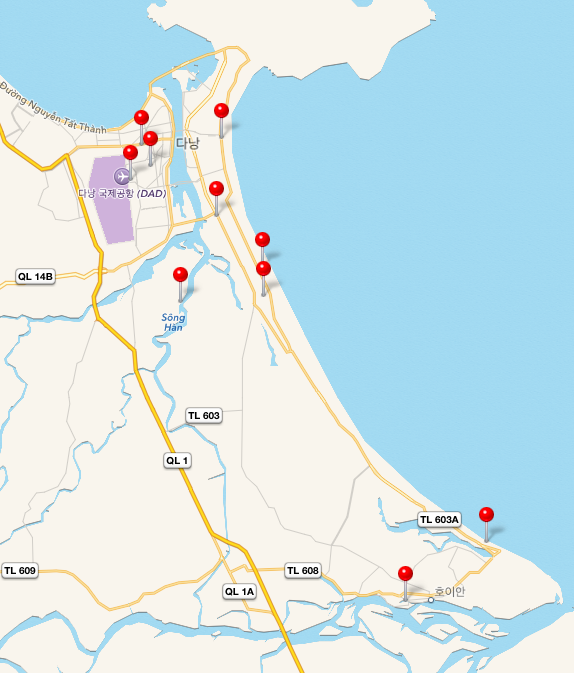 Đường Nguyễn Tất Thành
다낭
다낭 국제공항 (DAD)
QL 14B
Sông
Hàn
TL 603
QL 1
TL 603A
TL 609
TL 608
QL 1A
호이안